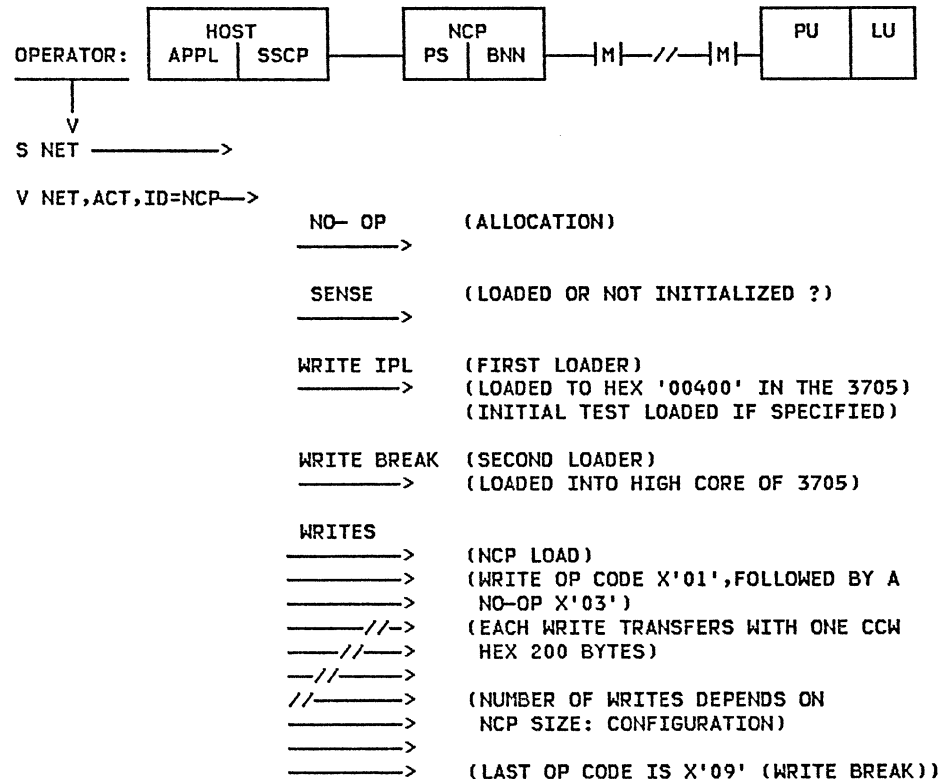 HOST NCP PU LU
OPERATOR: APPL SSCP PS BNN M // M
V
S NET ────────>
V NET,ACT,ID=NCP──>
NO- OP (ALLOCATION)
───────>
SENSE (LOADED OR NOT INITIALIZED ?)
───────>
WRITE IPL (FIRST LOADER)
───────> (LOADED TO HEX '00400' IN THE 3705)
(INITIAL TEST LOADED IF SPECIFIED)
WRITE BREAK (SECOND LOADER)
───────> (LOADED INTO HIGH CORE OF 3705)
WRITES
───────> (NCP LOAD)
───────> (WRITE OP CODE X'01',FOLLOWED BY A
───────> NO-OP X'03')
─────//─> (EACH WRITE TRANSFERS WITH ONE CCW
───//──> HEX 200 BYTES)
──//────>
//──────> (NUMBER OF WRITES DEPENDS ON
───────> NCP SIZE: CONFIGURATION)
───────>
───────> (LAST OP CODE IS X'09' (WRITE BREAK))